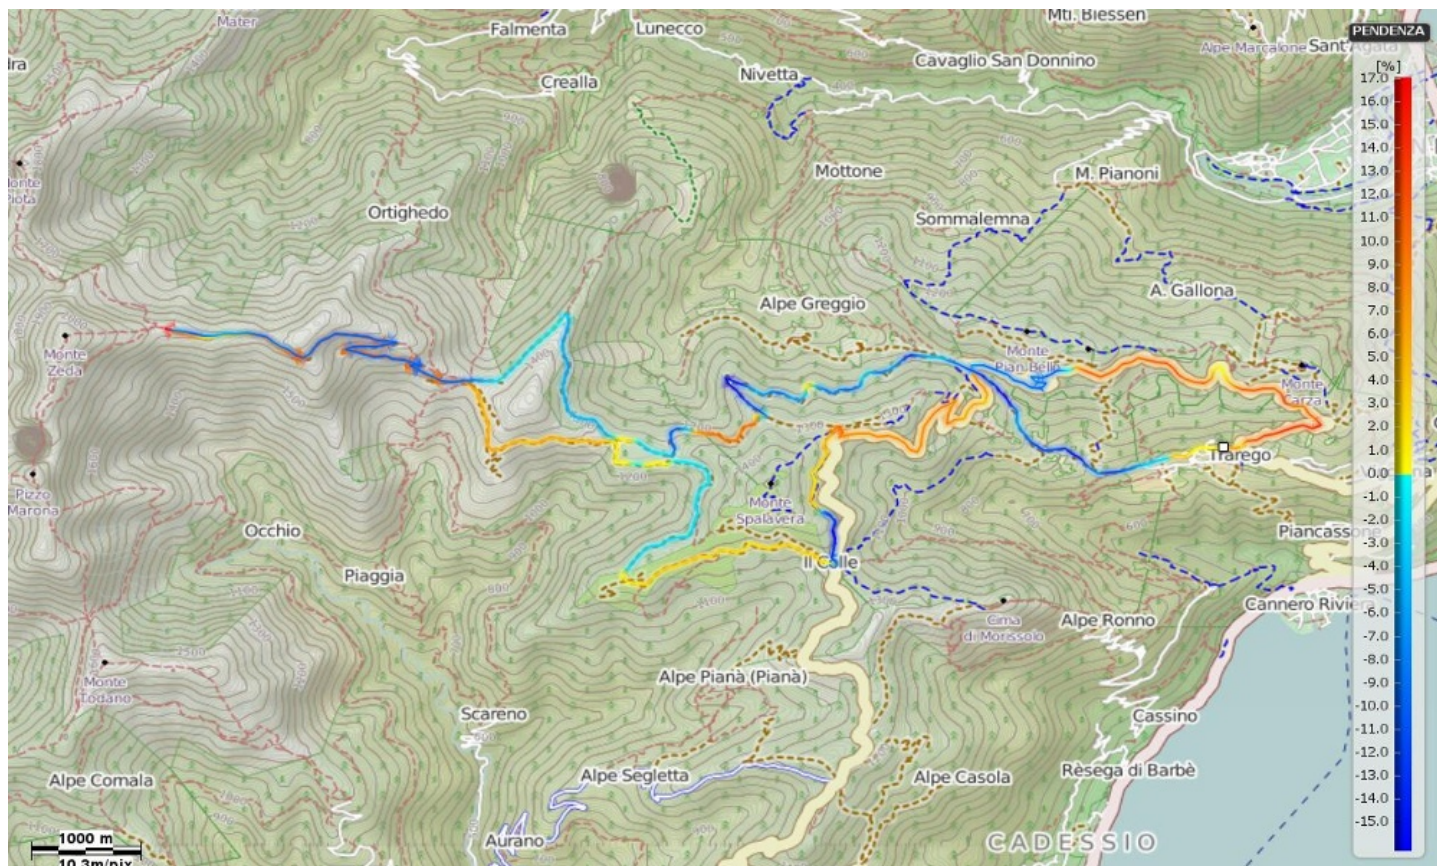 Mater
Falmenta
Lunecco
Mti. Biessen
Alpe Marcalone
Sant'Agata
PENDENZA
[%]
dra
Crealla
Nivetta
Cavaglio San Donnino
Mottone
M. Pianoni
Ortighedo
Sommalemna
Alpe Greggio
A. Gallona
Monte
Zeda
Monte
Pian Bello
Monte
Carza
Trarego
Pizzo
Marona
Monte
Spalavera
Occhio
Piaggia
Il Colle
Piancassone
Cannero Rivie
Cima
di Morissolo
Alpe Ronno
Monte
Todano
Alpe Pianà (Pianà)
Scareno
Cassino
Alpe Comala
Alpe Segletta
Alpe Casola
Rèsega di Barbè
Aurano
CADESSIO
17.0
16.0
15.0
14.0
13.0
12.0
11.0
10.0
9.0
8.0
7.0
6.0
5.0
4.0
3.0
2.0
1.0
0.0
-1.0
-2.0
-3.0
-4.0
-5.0
-6.0
-7.0
-8.0
-9.0
-10.0
-11.0
-12.0
-13.0
-14.0
-15.0
1000 m
10.3m/pix